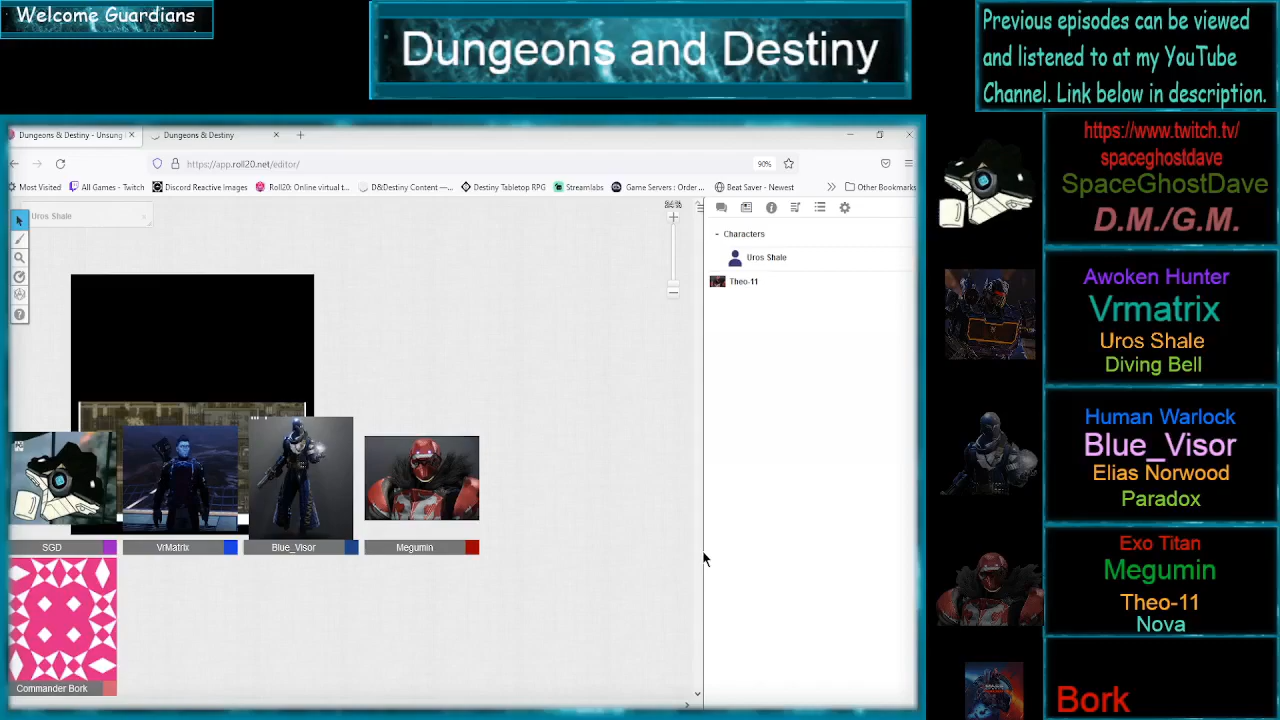 Welcome Guardians
Dungeons and Destiny
Previous episodes can be viewed
and listened to at my YouTube
Channel. Link below in description.
Dungeons & Destiny - Unsung
Dungeons & Destiny
https://app.roll20.net/editor/
90%
Most Visited
All Games - Twitch
Discord Reactive Images
Roll20: Online virtual t...
D&Destiny Content —...
Destiny Tabletop RPG
Streamlabs
Game Servers : Order ...
Beat Saver - Newest
Other Bookmarks
Uros Shale
84%
Characters
Uros Shale
Theo-11
SGD
VrMatrix
Blue_Visor
Megumin
Commander Bork
https://www.twitch.tv/
spaceghostdave
SpaceGhostDave
D.M./G.M.
Awoken Hunter
Vrmatrix
Uros Shale
Diving Bell
Human Warlock
Blue_Visor
Elias Norwood
Paradox
Exo Titan
Megumin
Theo-11
Nova
Bork